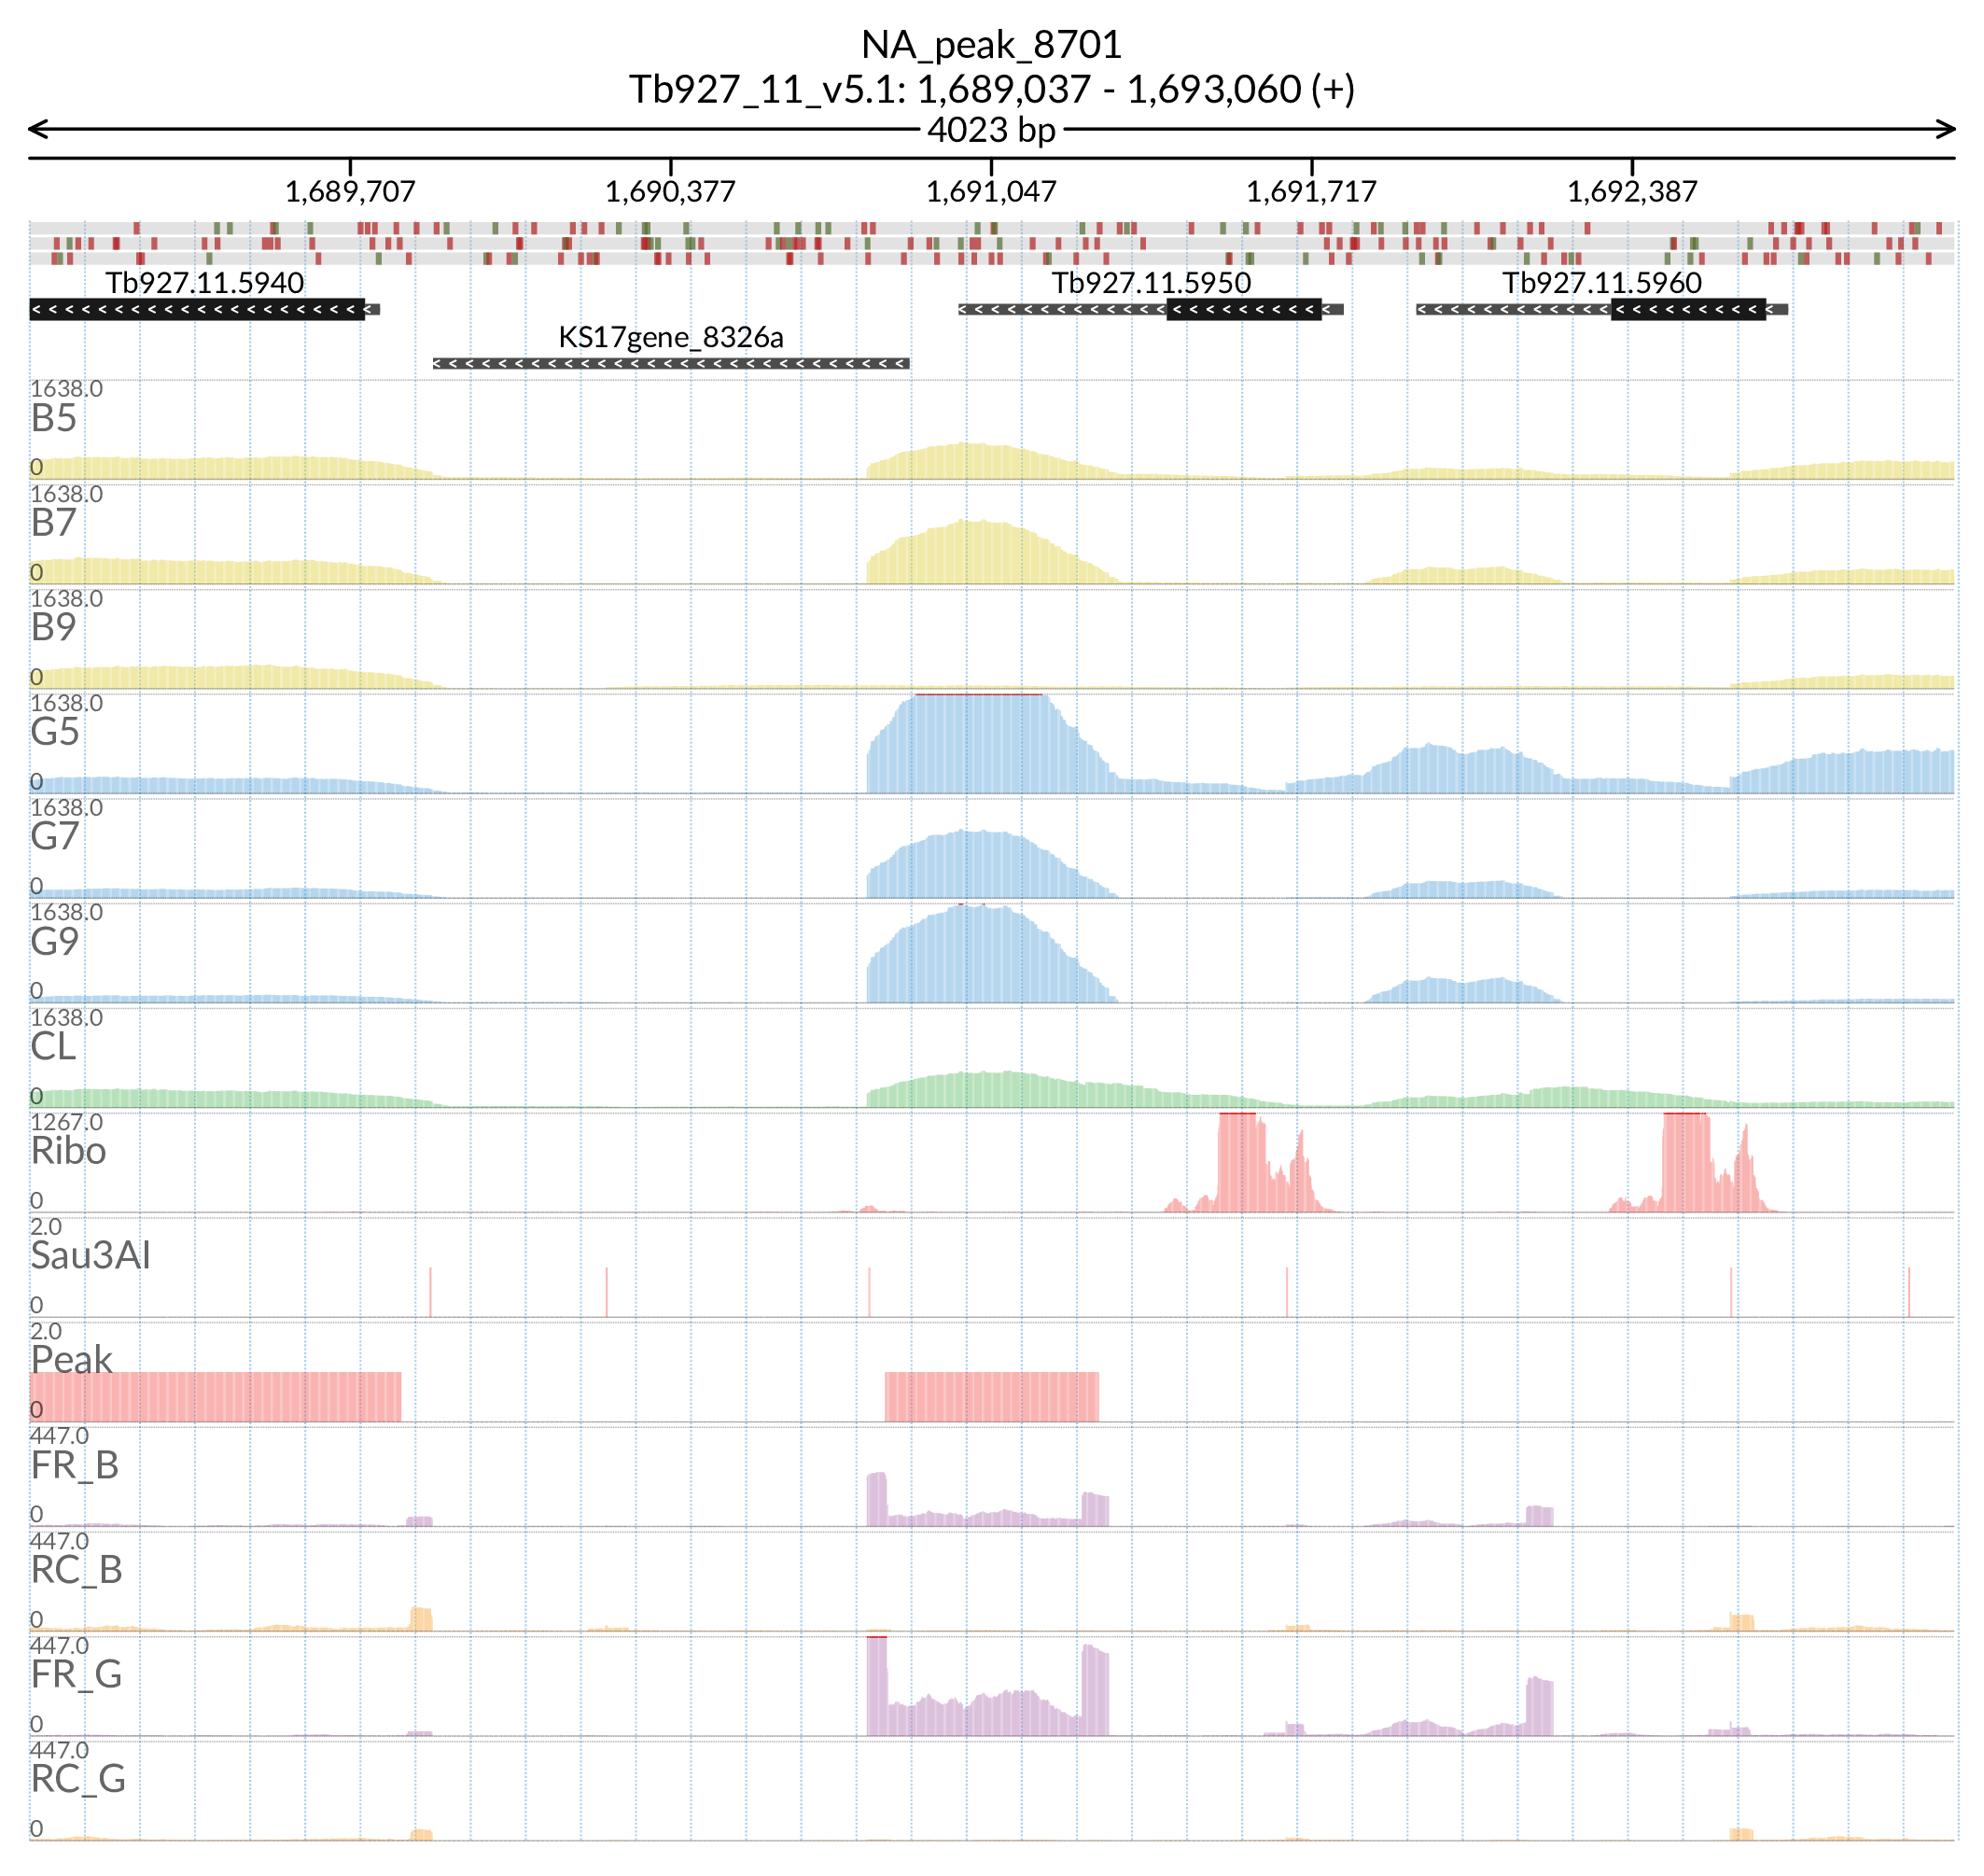 NA_peak_8701
Tb927_11_v5.1: 1,689,037 - 1,693,060 (+)
4023 bp
1,689,707 1,690,377 1,691,047 1,691,717 1,692,387
Tb927.11.5940 Tb927.11.5950 Tb927.11.5960
KS17gene_8326a
1638.0
B5
0
1638.0
B7
0
1638.0
B9
0
1638.0
G5
0
1638.0
G7
0
1638.0
G9
0
1638.0
CL
0
1267.0
Ribo
0
2.0
Sau3AI
0
2.0
Peak
0
447.0
FR_B
0
447.0
RC_B
0
447.0
FR_G
0
447.0
RC_G
0